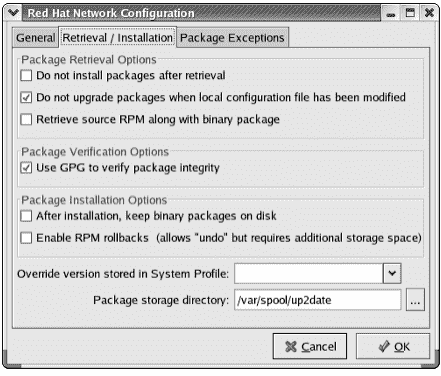 Red Hat Network Configuration
General Retrieval / Installation Package Exceptions
Package Retrieval Options
Do not install packages after retrieval
Do not upgrade packages when local configuration file has been modified
Retrieve source RPM along with binary package
Package Verification Options
Use GPG to verify package integrity
Package Installation Options
After installation, keep binary packages on disk
Enable RPM rollbacks (allows "undo" but requires additional storage space)
Override version stored in System Profile:
Package storage directory: /var/spool/up2date ...
Cancel OK